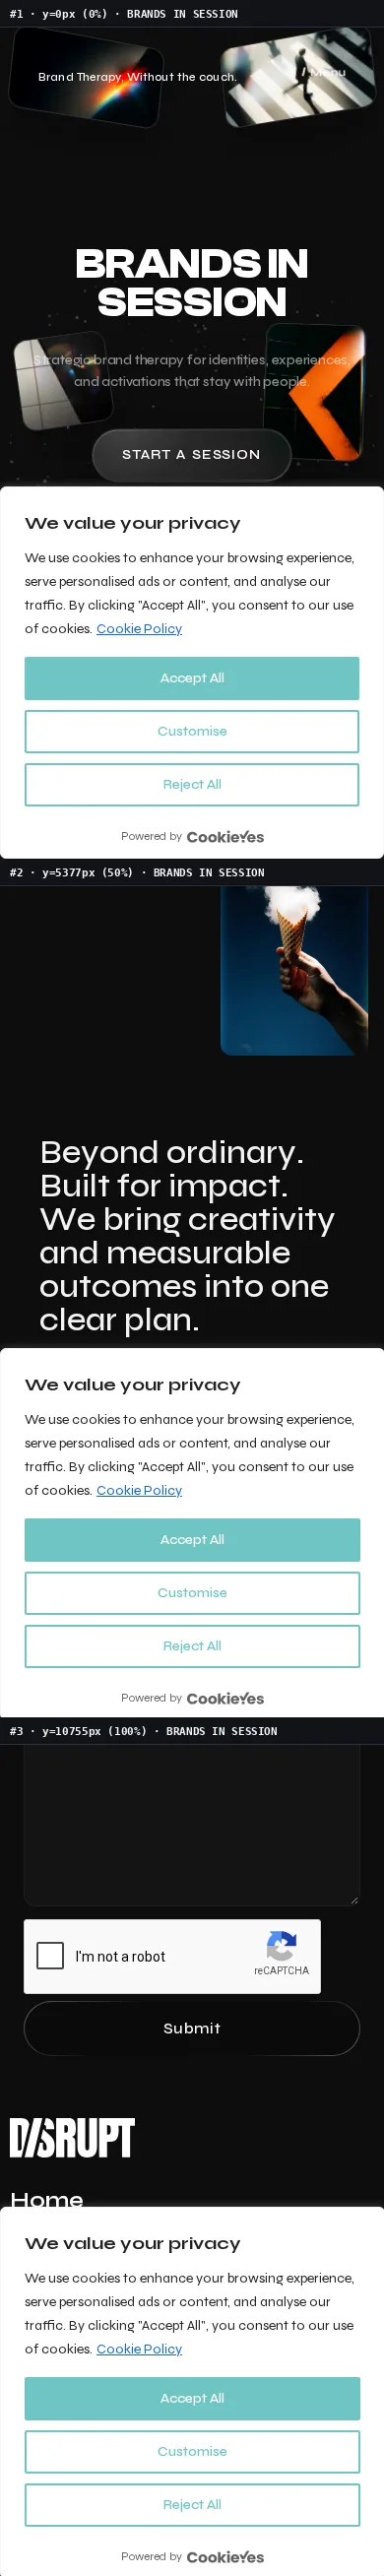 #1 · y=0px (0%) · BRANDS IN SESSION
Brand Therapy, Without the couch.
/ Menu
BRANDS IN
SESSION
Strategic brand therapy for identities, experiences,
and activations that stay with people.
START A SESSION
We value your privacy
We use cookies to enhance your browsing experience,
serve personalised ads or content, and analyse our
traffic. By clicking "Accept All", you consent to our use
of cookies. Cookie Policy
Accept All
Customise
Reject All
Powered by CookieYes
#2 · y=5377px (50%) · BRANDS IN SESSION
Beyond ordinary.
Built for impact.
We bring creativity
and measurable
outcomes into one
clear plan.
We value your privacy
We use cookies to enhance your browsing experience,
serve personalised ads or content, and analyse our
traffic. By clicking "Accept All", you consent to our use
of cookies. Cookie Policy
Accept All
Customise
Reject All
Powered by CookieYes
#3 · y=10755px (100%) · BRANDS IN SESSION
I'm not a robot
reCAPTCHA
Submit
DISRUPT
Home
We value your privacy
We use cookies to enhance your browsing experience,
serve personalised ads or content, and analyse our
traffic. By clicking "Accept All", you consent to our use
of cookies. Cookie Policy
Accept All
Customise
Reject All
Powered by CookieYes